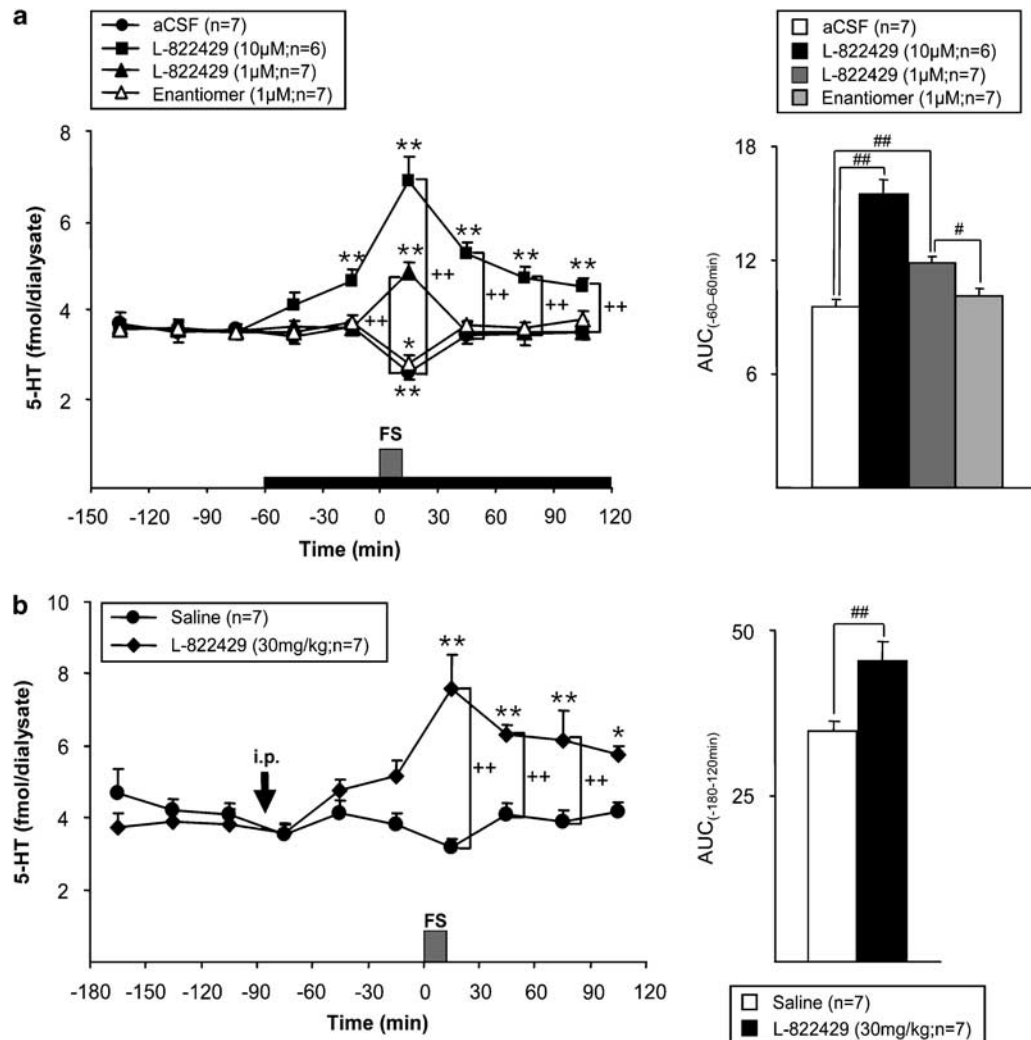 a
aCSF (n=7)
L-822429 (10µM;n=6)
L-822429 (1µM;n=7)
Enantiomer (1µM;n=7)
8
6
4
2
5-HT (fmol/dialysate)
**
**
**
**
**
**
*
**
++
++
++
++
++
FS
-150 -120 -90 -60 -30 0 30 60 90 120
Time (min)
aCSF (n=7)
L-822429 (10µM;n=6)
L-822429 (1µM;n=7)
Enantiomer (1µM;n=7)
18
12
6
AUC(-60–60min)
##
##
#
b
Saline (n=7)
L-822429 (30mg/kg;n=7)
10
8
6
4
2
5-HT (fmol/dialysate)
i.p.
**
**
**
*
++
++
++
FS
-180 -150 -120 -90 -60 -30 0 30 60 90 120
Time (min)
50
25
AUC(-180-120min)
##
Saline (n=7)
L-822429 (30mg/kg;n=7)